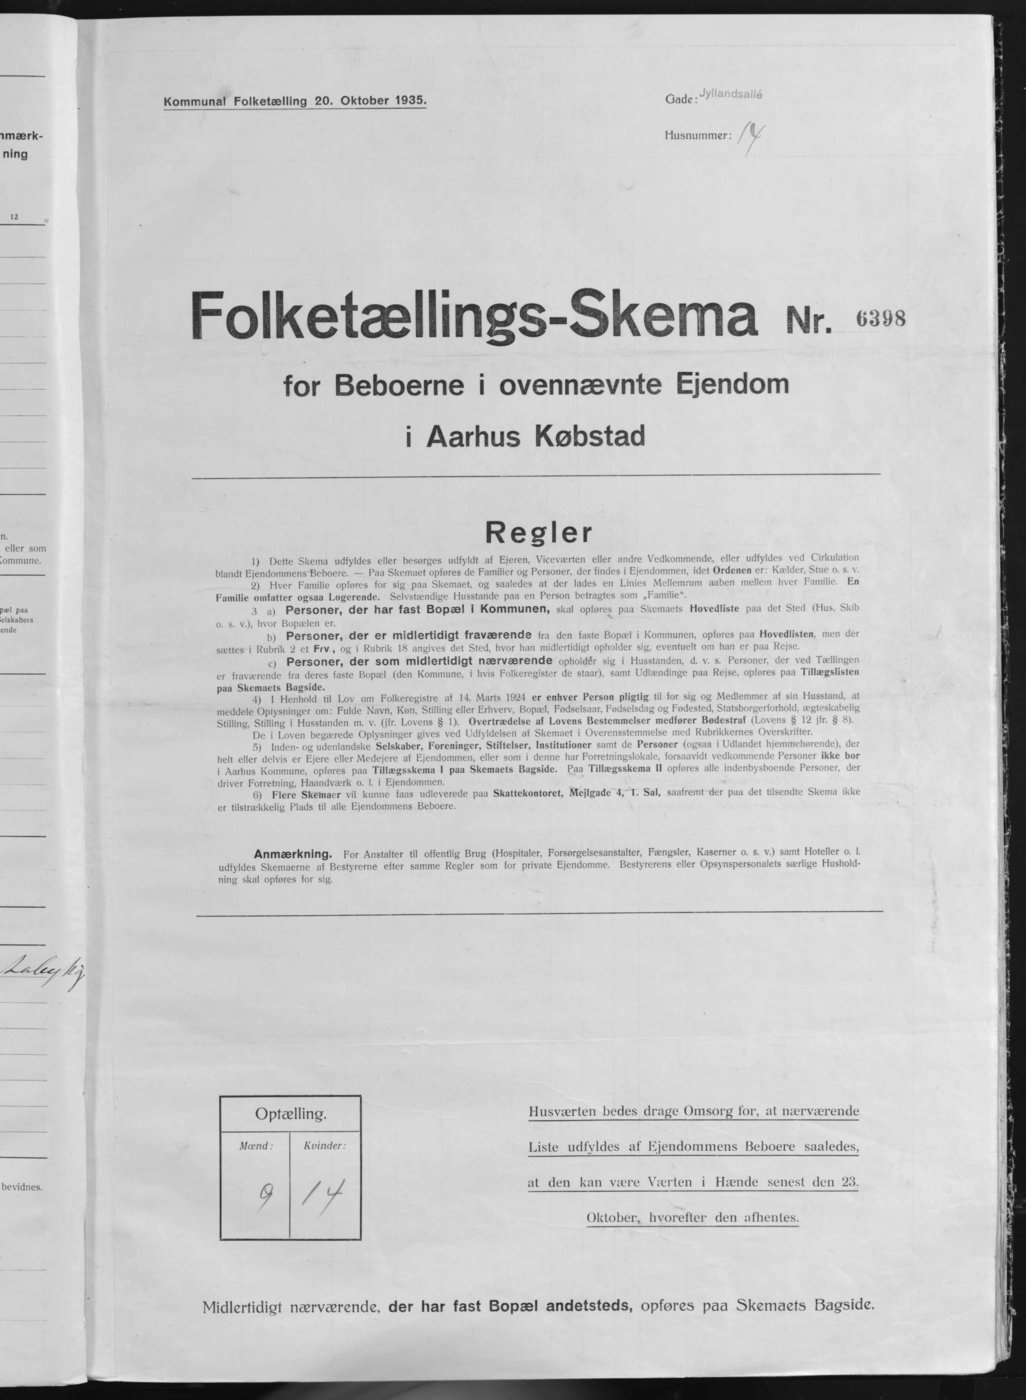 nmærk-
ning
12
n.
eller som
Kommune.
pæl paa
selskabers
ende
bevidnes.
Kommunal Folketælling 20. Oktober 1935.
Gade: Jyllandsallé
Husnummer: 14
Folketællings-Skema Nr. 6398
for Beboerne i ovennævnte Ejendom
i Aarhus Købstad
Regler
1) Dette Skema udfyldes eller besørges udfyldt af Ejeren, Viceværten eller andre Vedkommende, eller udfyldes ved Cirkulation
blandt Ejendommens Beboere. — Paa Skemaet opføres de Familier og Personer, der findes i Ejendommen, idet Ordenen er: Kælder, Stue o. s. v.
2) Hver Familie opføres for sig paa Skemaet, og saaledes at der lades en Linies Mellemrum aaben mellem hver Familie. En
Familie omfatter ogsaa Logerende. Selvstændige Husstande paa en Person betragtes som „Familie“.
3 a) Personer, der har fast Bopæl i Kommunen, skal opføres paa Skemaets Hovedliste paa det Sted (Hus, Skib
o. s. v.), hvor Bopælen er.
b) Personer, der er midlertidigt fraværende fra den faste Bopæl i Kommunen, opføres paa Hovedlisten, men der
sættes i Rubrik 2 et Frv., og i Rubrik 18 angives det Sted, hvor han midlertidigt opholder sig, eventuelt om han er paa Rejse.
c) Personer, der som midlertidigt nærværende opholder sig i Husstanden, d. v. s. Personer, der ved Tællingen
er fraværende fra deres faste Bopæl (den Kommune, i hvis Folkeregister de staar), samt Udlændinge paa Rejse, opføres paa Tillægslisten
paa Skemaets Bagside.
4) I Henhold til Lov om Folkeregistre af 14. Marts 1924 er enhver Person pligtig til for sig og Medlemmer af sin Husstand, at
meddele Oplysninger om: Fulde Navn, Køn, Stilling eller Erhverv, Bopæl, Fødselsaar, Fødselsdag og Fødested, Statsborgerforhold, ægteskabelig
Stilling, Stilling i Husstanden m. v. (jfr. Lovens § 1). Overtrædelse af Lovens Bestemmelser medfører Bødestraf (Lovens § 12 jfr. § 8).
De i Loven begærede Oplysninger gives ved Udfyldelsen af Skemaet i Overensstemmelse med Rubrikkernes Overskrifter.
5) Inden- og udenlandske Selskaber, Foreninger, Stiftelser, Institutioner samt de Personer (ogsaa i Udlandet hjemmehørende), der
helt eller delvis er Ejere eller Medejere af Ejendommen, eller som i denne har Forretningslokale, forsaavidt vedkommende Personer ikke bor
i Aarhus Kommune, opføres paa Tillægsskema I paa Skemaets Bagside. Paa Tillægsskema II opføres alle indenbysboende Personer, der
driver Forretning, Haandværk o. l. i Ejendommen.
6) Flere Skemaer vil kunne faas udleverede paa Skattekontoret, Mejlgade 4, 1. Sal, saafremt der paa det tilsendte Skema ikke
er tilstrækkelig Plads til alle Ejendommens Beboere.
Anmærkning. For Anstalter til offentlig Brug (Hospitaler, Forsørgelsesanstalter, Fængsler, Kaserner o. s. v.) samt Hoteller o. l.
udfyldes Skemaerne af Bestyrerne efter samme Regler som for private Ejendomme. Bestyrerens eller Opsynspersonalets særlige Hushold-
ning skal opføres for sig.
Optælling.
Mænd: Kvinder:
9 14
Husværten bedes drage Omsorg for, at nærværende
Liste udfyldes af Ejendommens Beboere saaledes,
at den kan være Værten i Hænde senest den 23.
Oktober, hvorefter den afhentes.
Midlertidigt nærværende, der har fast Bopæl andetsteds, opføres paa Skemaets Bagside.